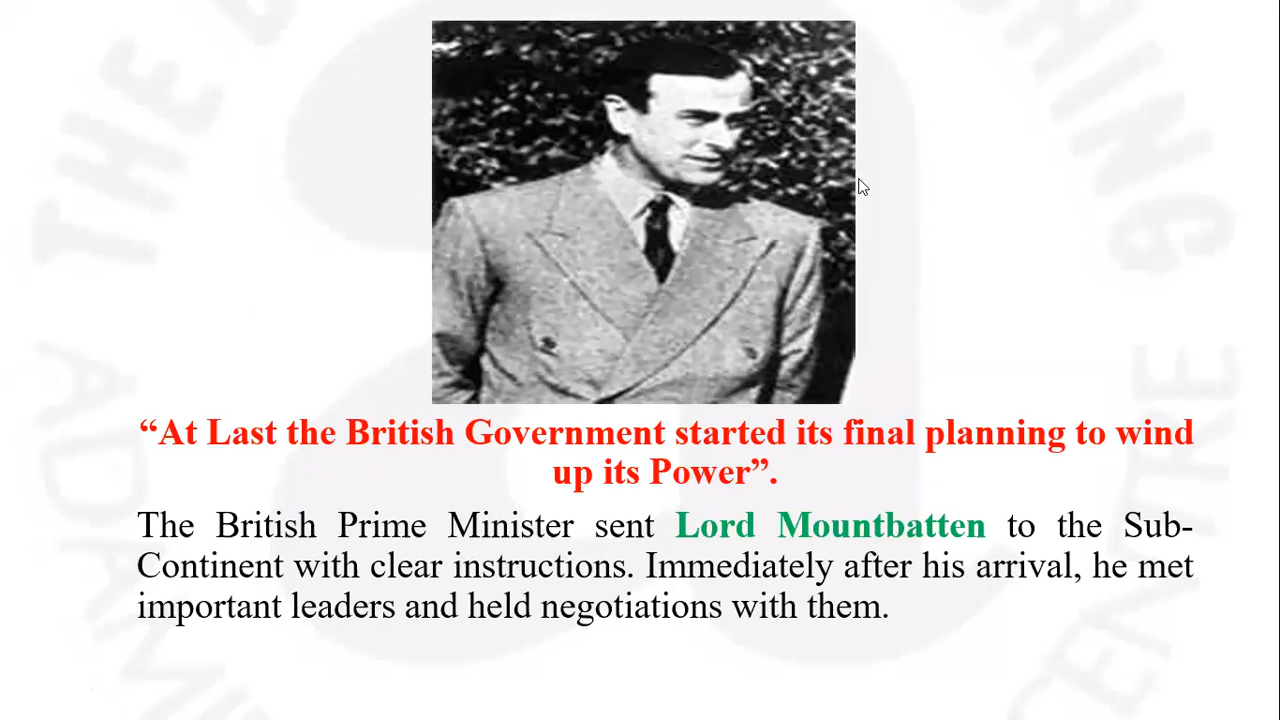 “At Last the British Government started its final planning to wind
up its Power”.
The British Prime Minister sent Lord Mountbatten to the Sub-
Continent with clear instructions. Immediately after his arrival, he met
important leaders and held negotiations with them.
THE